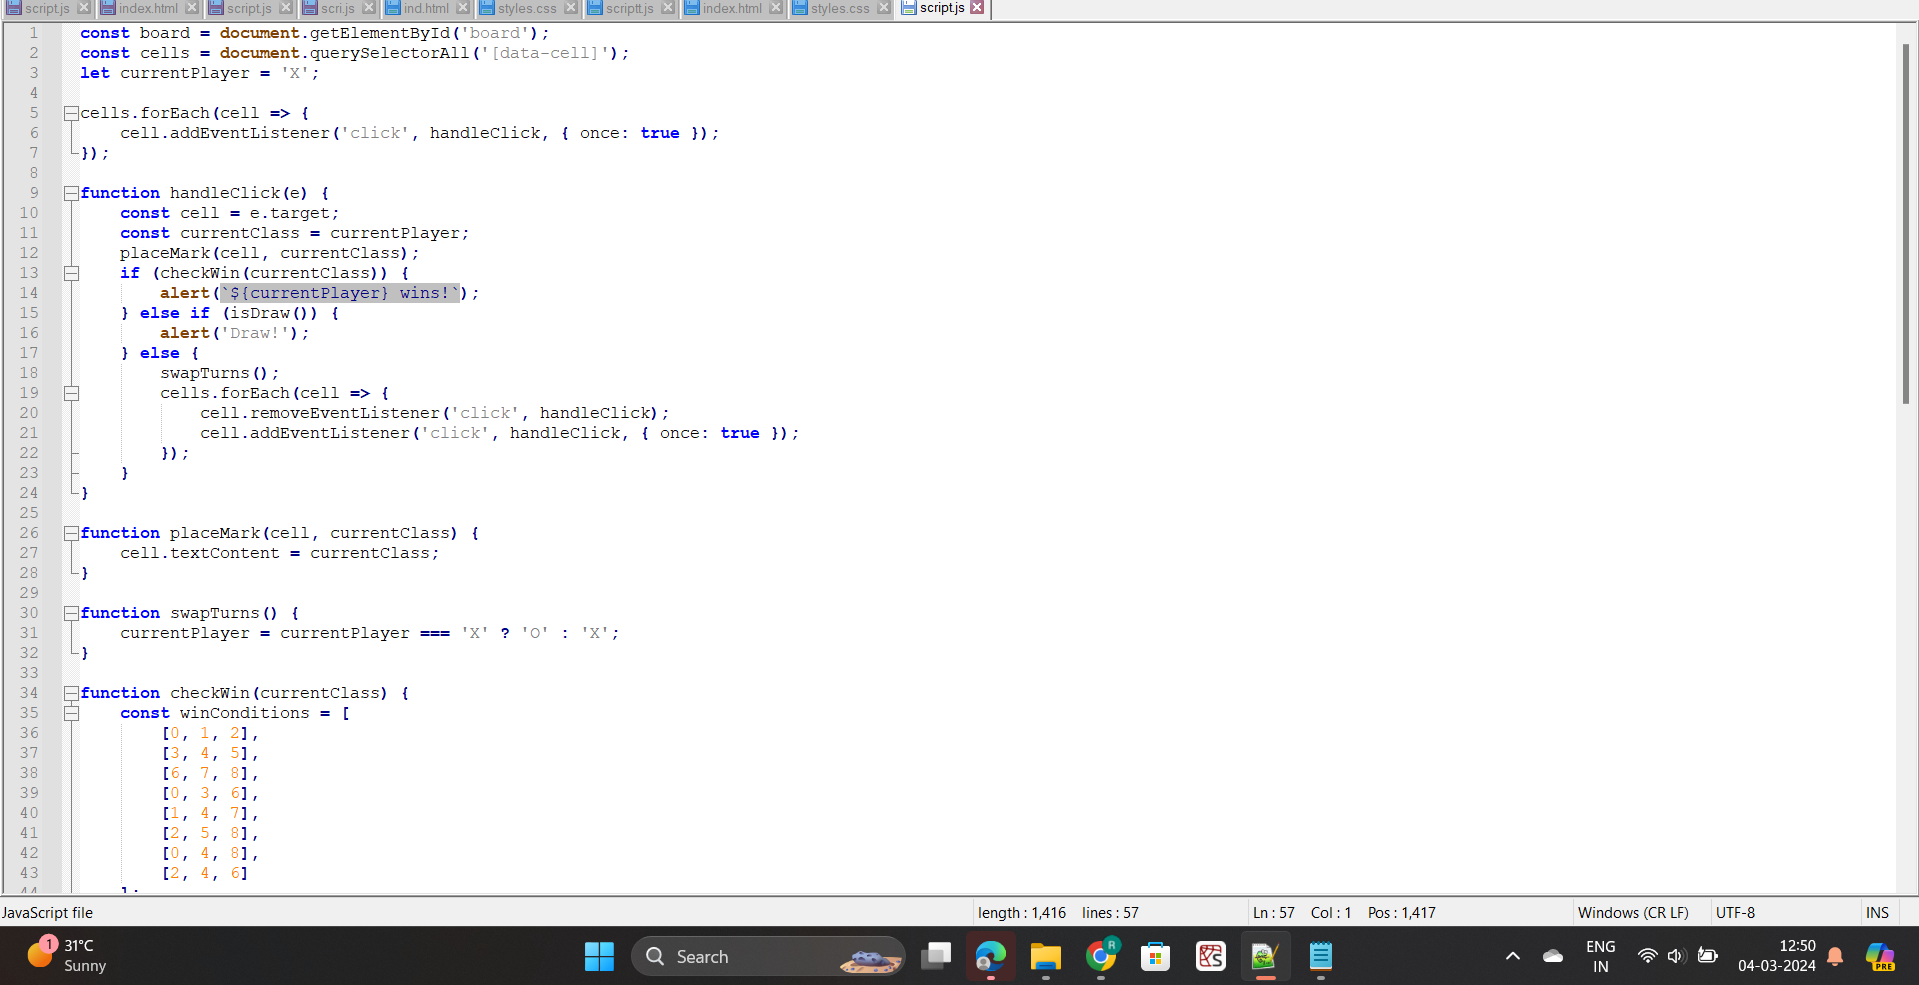 script.js index.html script.js scri.js ind.html styles.css scriptt.js index.html styles.css script.js
1 const board = document.getElementById('board');
2 const cells = document.querySelectorAll('[data-cell]');
3 let currentPlayer = 'X';
4
5 cells.forEach(cell => {
6 cell.addEventListener('click', handleClick, { once: true });
7 });
8
9 function handleClick(e) {
10 const cell = e.target;
11 const currentClass = currentPlayer;
12 placeMark(cell, currentClass);
13 if (checkWin(currentClass)) {
14 alert(`${currentPlayer} wins!`);
15 } else if (isDraw()) {
16 alert('Draw!');
17 } else {
18 swapTurns();
19 cells.forEach(cell => {
20 cell.removeEventListener('click', handleClick);
21 cell.addEventListener('click', handleClick, { once: true });
22 });
23 }
24 }
25
26 function placeMark(cell, currentClass) {
27 cell.textContent = currentClass;
28 }
29
30 function swapTurns() {
31 currentPlayer = currentPlayer === 'X' ? 'O' : 'X';
32 }
33
34 function checkWin(currentClass) {
35 const winConditions = [
36 [0, 1, 2],
37 [3, 4, 5],
38 [6, 7, 8],
39 [0, 3, 6],
40 [1, 4, 7],
41 [2, 5, 8],
42 [0, 4, 8],
43 [2, 4, 6]
44 ];
JavaScript file length : 1,416 lines : 57 Ln : 57 Col : 1 Pos : 1,417 Windows (CR LF) UTF-8 INS
1 31°C
Sunny
Search
R
ENG
IN
12:50
04-03-2024
PRE